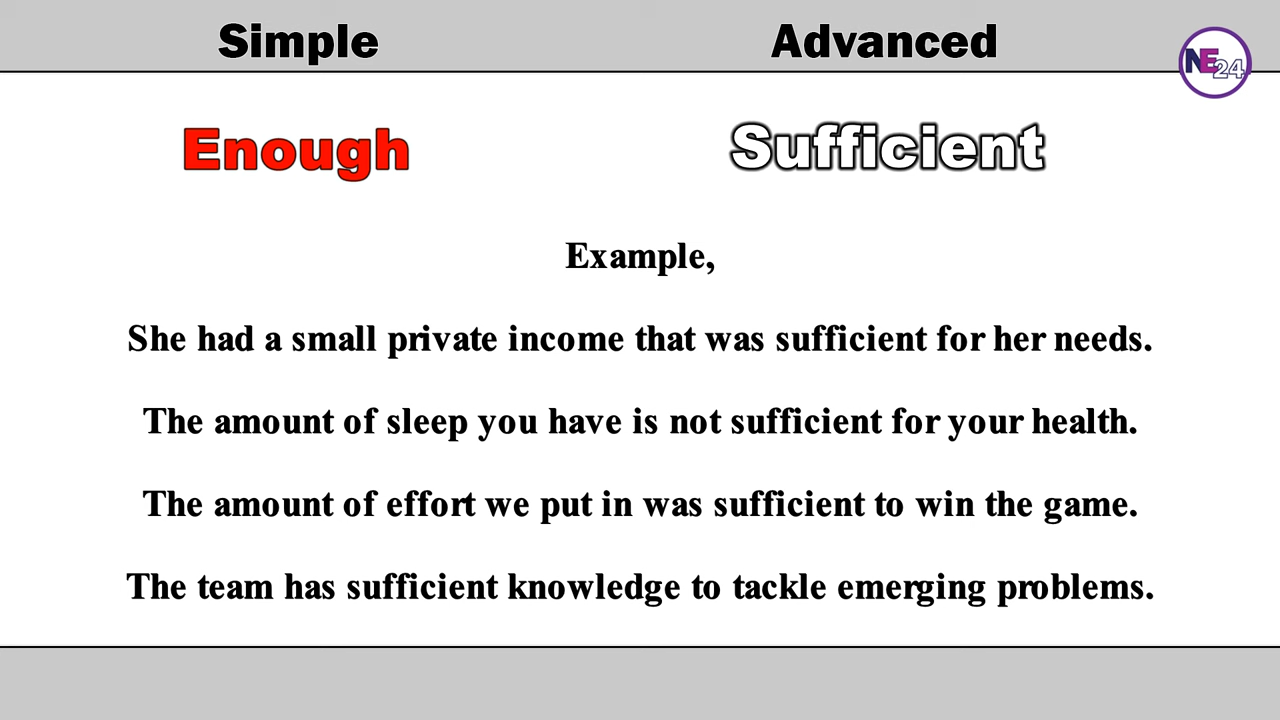 Simple Advanced
NE24
Enough Sufficient
Example,
She had a small private income that was sufficient for her needs.
The amount of sleep you have is not sufficient for your health.
The amount of effort we put in was sufficient to win the game.
The team has sufficient knowledge to tackle emerging problems.